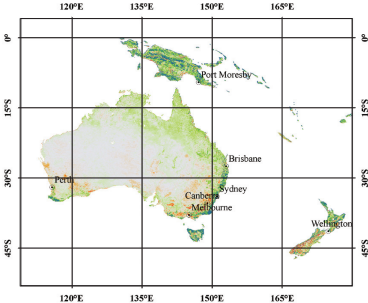 120°E 135°E 150°E 165°E
0° 0°
Port Moresby
15°S 15°S
Brisbane
30°S 30°S
Perth
Sydney
Canberra
Melbourne
Wellington
45°S 45°S
120°E 135°E 150°E 165°E